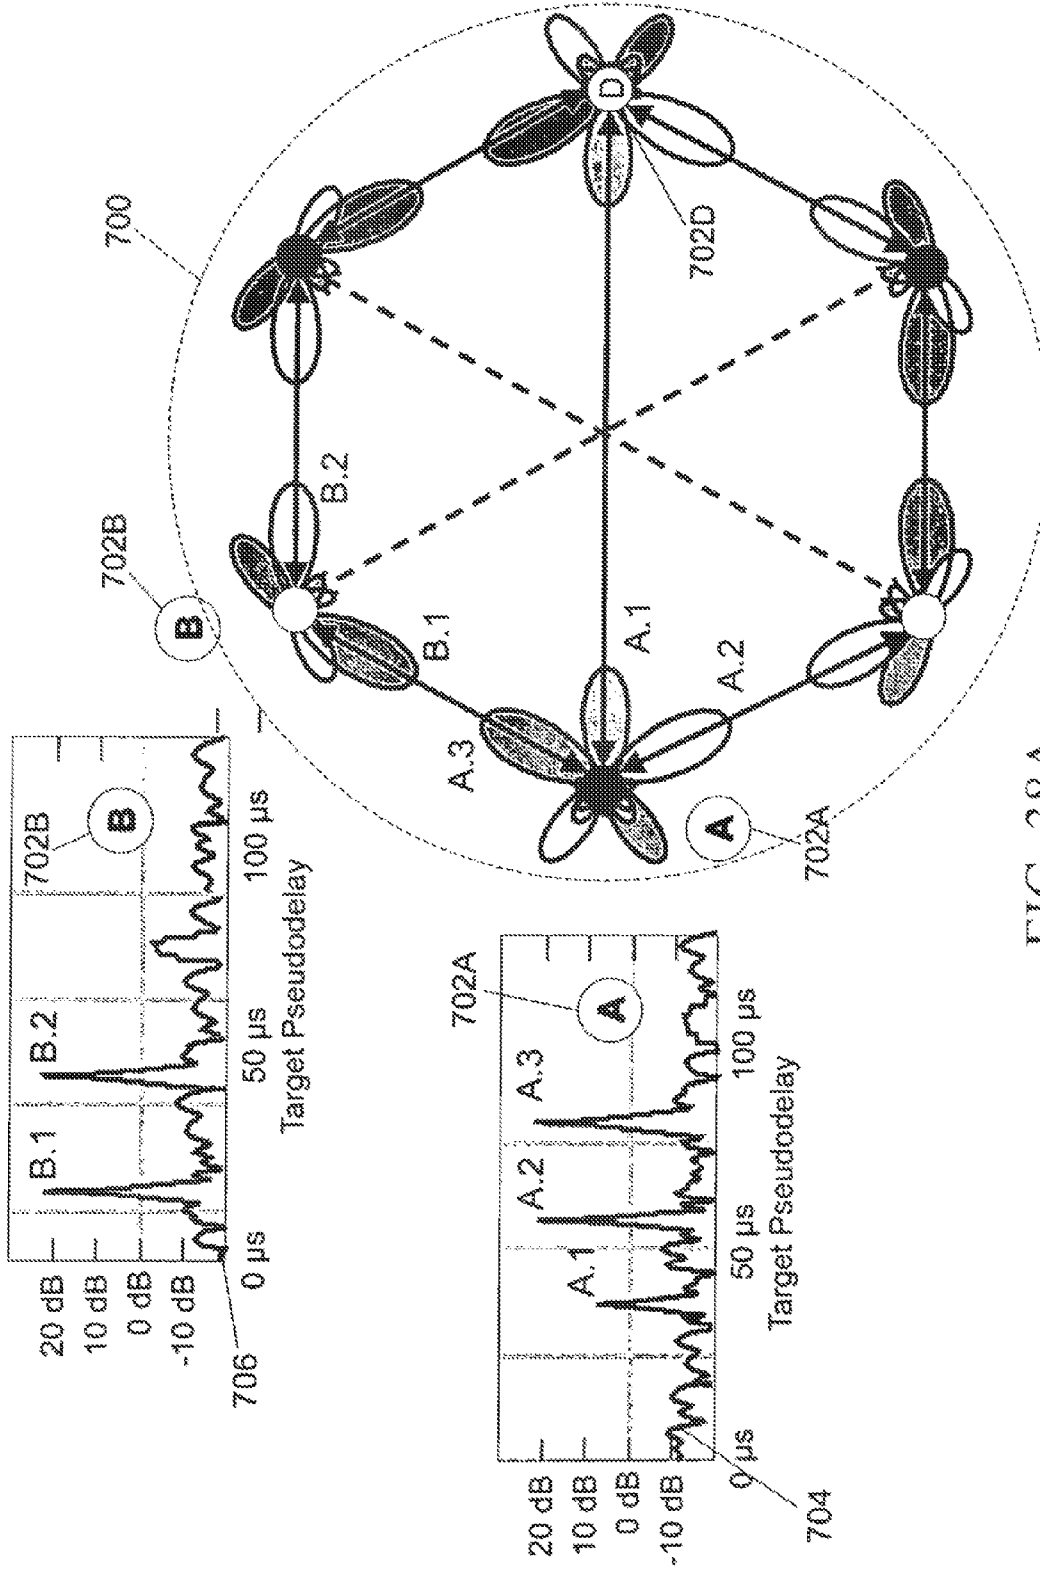 700
702B
B
702B
B
B.1
B.2
20 dB
10 dB
0 dB
-10 dB
0 µs
50 µs
100 µs
Target Pseudodelay
706
B.2
B.1
A.3
A.1
A.2
D
702D
A
702A
702A
A
A.1
A.2
A.3
20 dB
10 dB
0 dB
-10 dB
0 µs
50 µs
100 µs
Target Pseudodelay
704